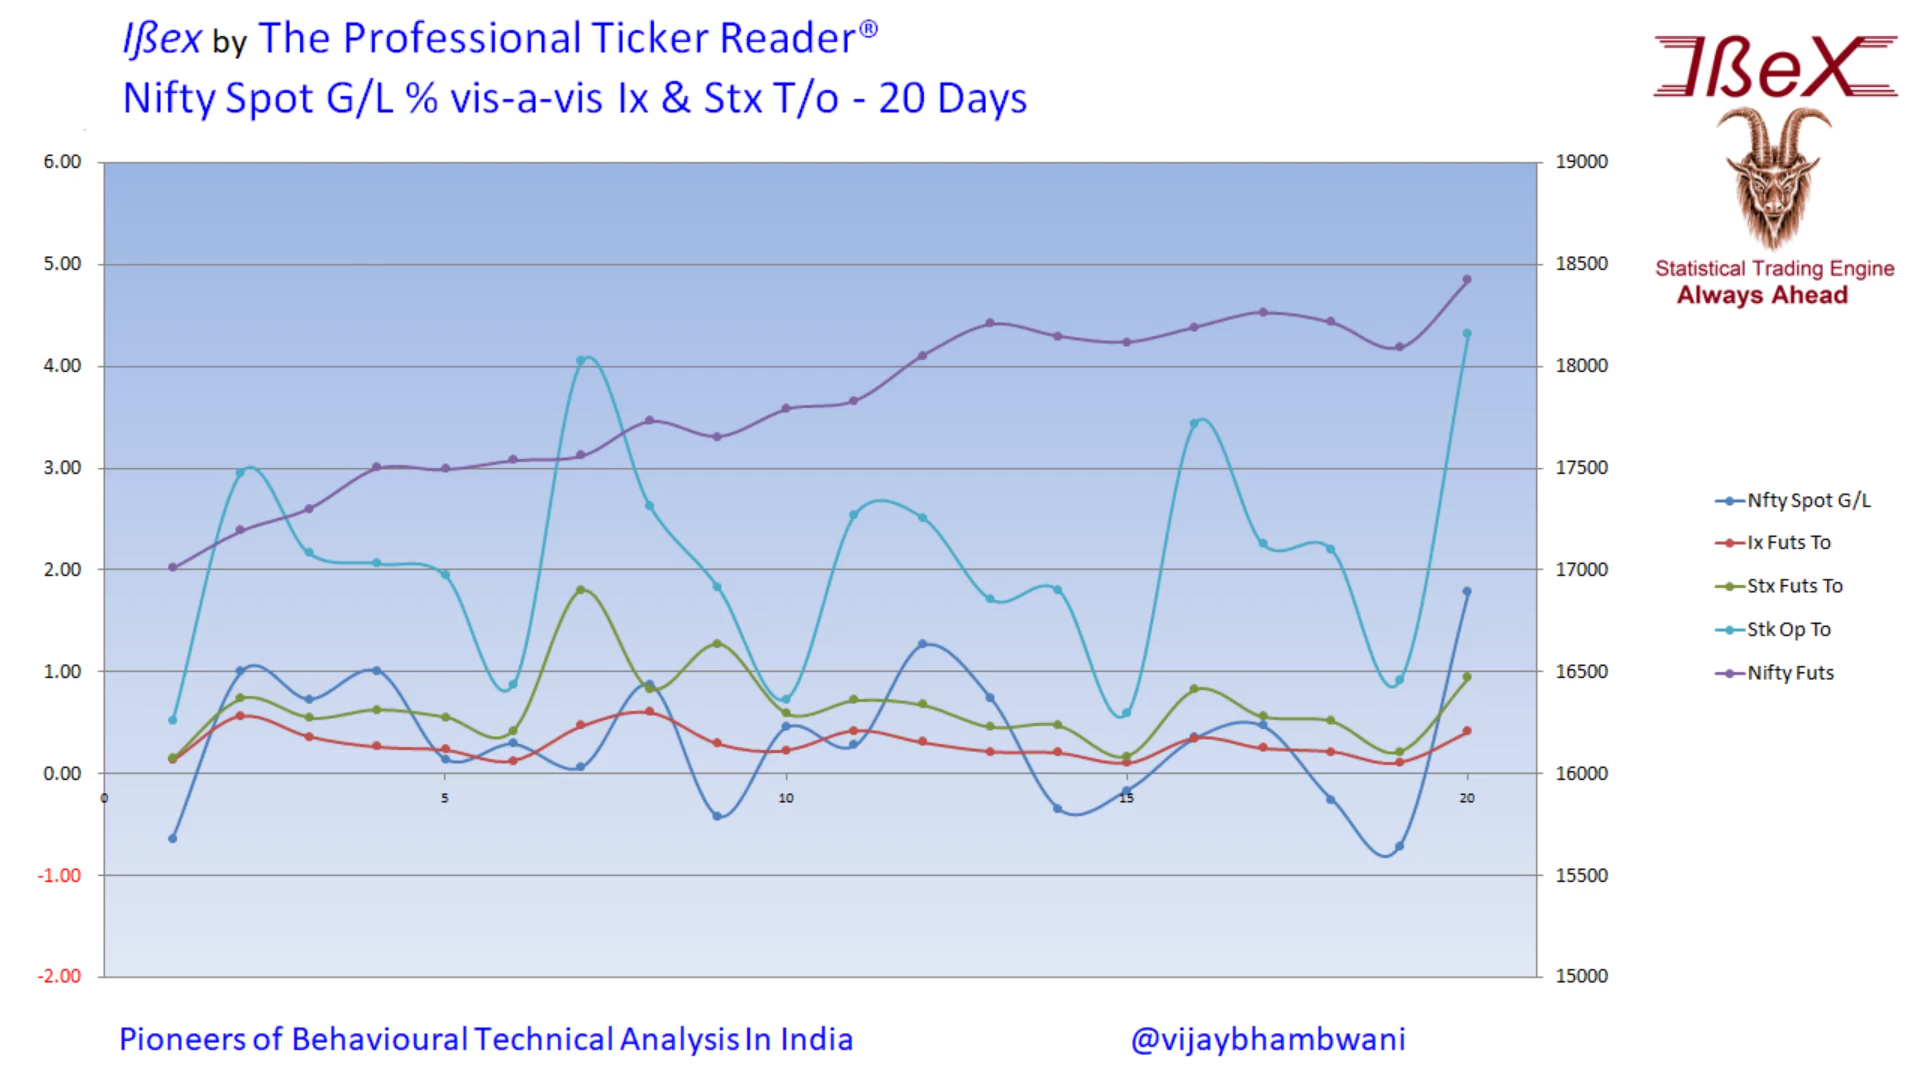 Ißex by The Professional Ticker Reader®
Nifty Spot G/L % vis-a-vis Ix & Stx T/o - 20 Days
IßeX
Statistical Trading Engine
Always Ahead
6.00
5.00
4.00
3.00
2.00
1.00
0.00
-1.00
-2.00
19000
18500
18000
17500
17000
16500
16000
15500
15000
0 5 10 15 20
Nfty Spot G/L
Ix Futs To
Stx Futs To
Stk Op To
Nifty Futs
Pioneers of Behavioural Technical Analysis In India
@vijaybhambwani